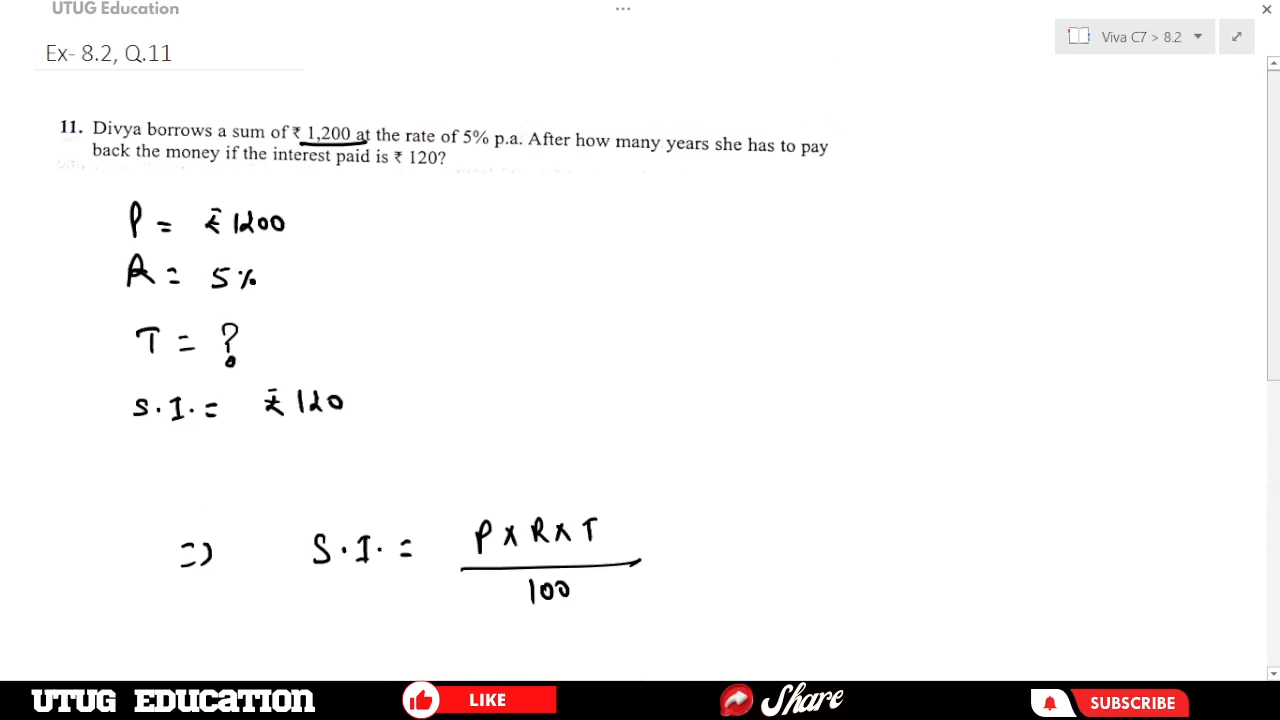 UTUG Education
...
Ex- 8.2, Q.11
Viva C7 > 8.2
11. Divya borrows a sum of ₹ 1,200 at the rate of 5% p.a. After how many years she has to pay
back the money if the interest paid is ₹ 120?
P = ₹ 1200
R = 5%
T = ?
S.I. = ₹ 120
=> S.I. = P x R x T
100
UTUG EDUCATION LIKE Share SUBSCRIBE